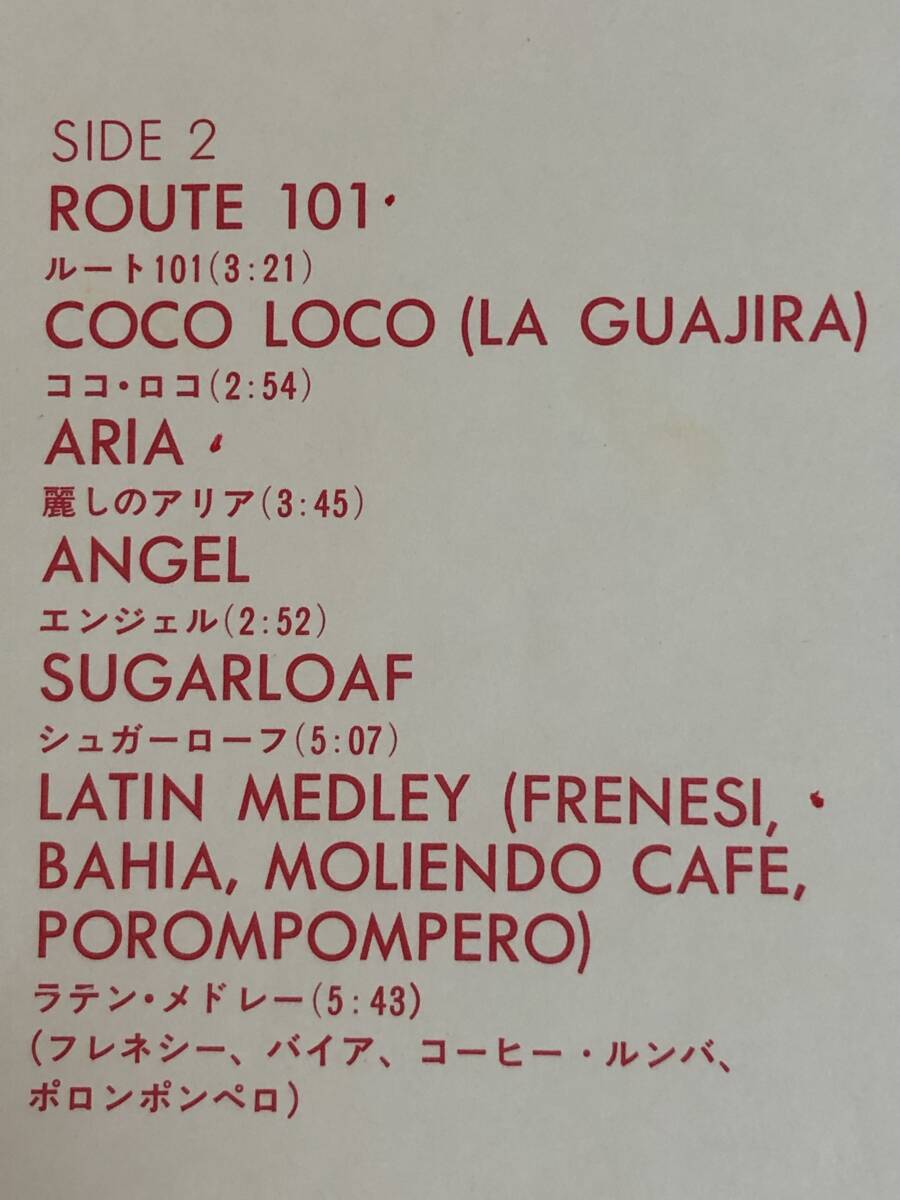 SIDE 2
ROUTE 101
ルート101(3:21)
COCO LOCO (LA GUAJIRA)
ココ・ロコ(2:54)
ARIA
麗しのアリア(3:45)
ANGEL
エンジェル(2:52)
SUGARLOAF
シュガーローフ(5:07)
LATIN MEDLEY (FRENESI,
BAHIA, MOLIENDO CAFE,
POROMPOMPERO)
ラテン・メドレー(5:43)
(フレネシー、バイア、コーヒー・ルンバ、
ポロンポンペロ)